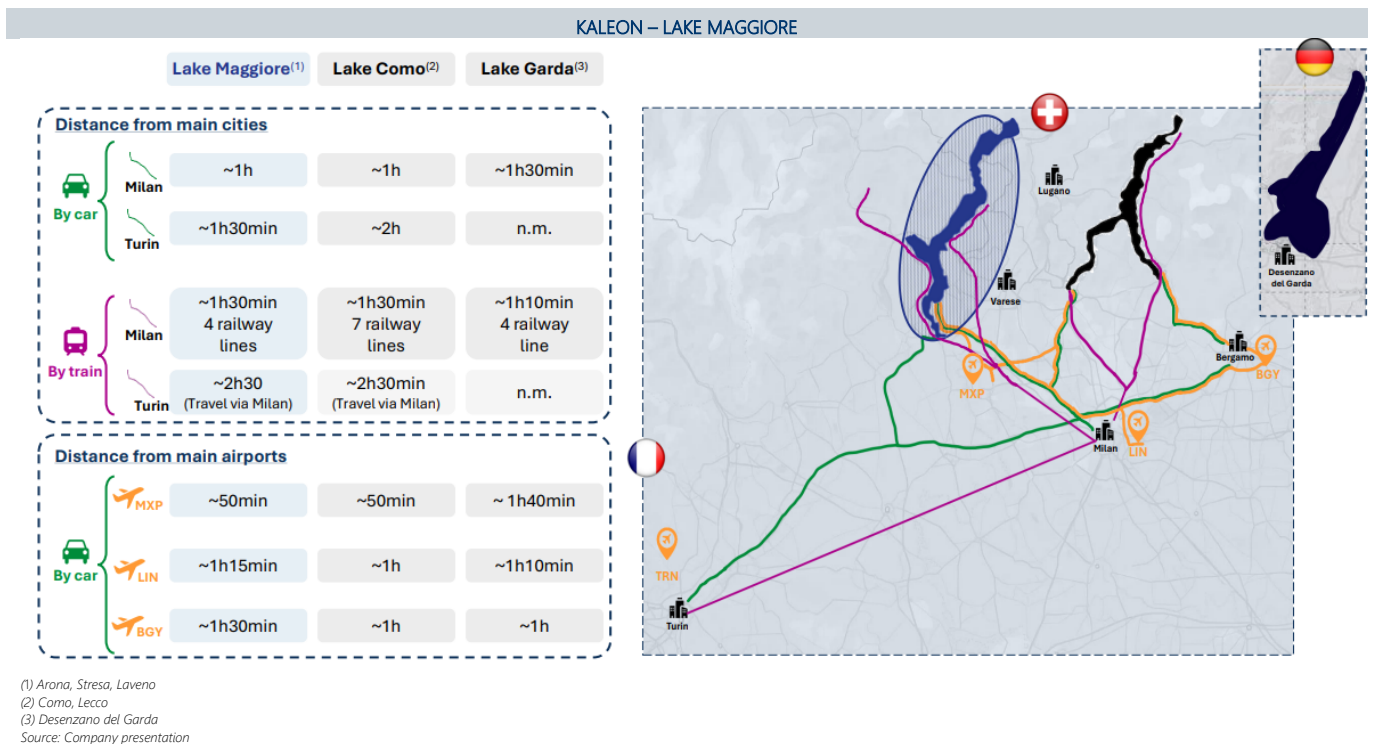 KALEON – LAKE MAGGIORE
Lake Maggiore(1)
Lake Como(2)
Lake Garda(3)
Distance from main cities
By car
Milan
~1h
~1h
~1h30min
Turin
~1h30min
~2h
n.m.
By train
Milan
~1h30min
4 railway
lines
~1h30min
7 railway
lines
~1h10min
4 railway
line
Turin
~2h30
(Travel via Milan)
~2h30min
(Travel via Milan)
n.m.
Distance from main airports
By car
MXP
~50min
~50min
~ 1h40min
LIN
~1h15min
~1h
~1h10min
BGY
~1h30min
~1h
~1h
Lugano
Varese
Desenzano
del Garda
Bergamo
BGY
MXP
Milan
LIN
TRN
Turin
(1) Arona, Stresa, Laveno
(2) Como, Lecco
(3) Desenzano del Garda
Source: Company presentation